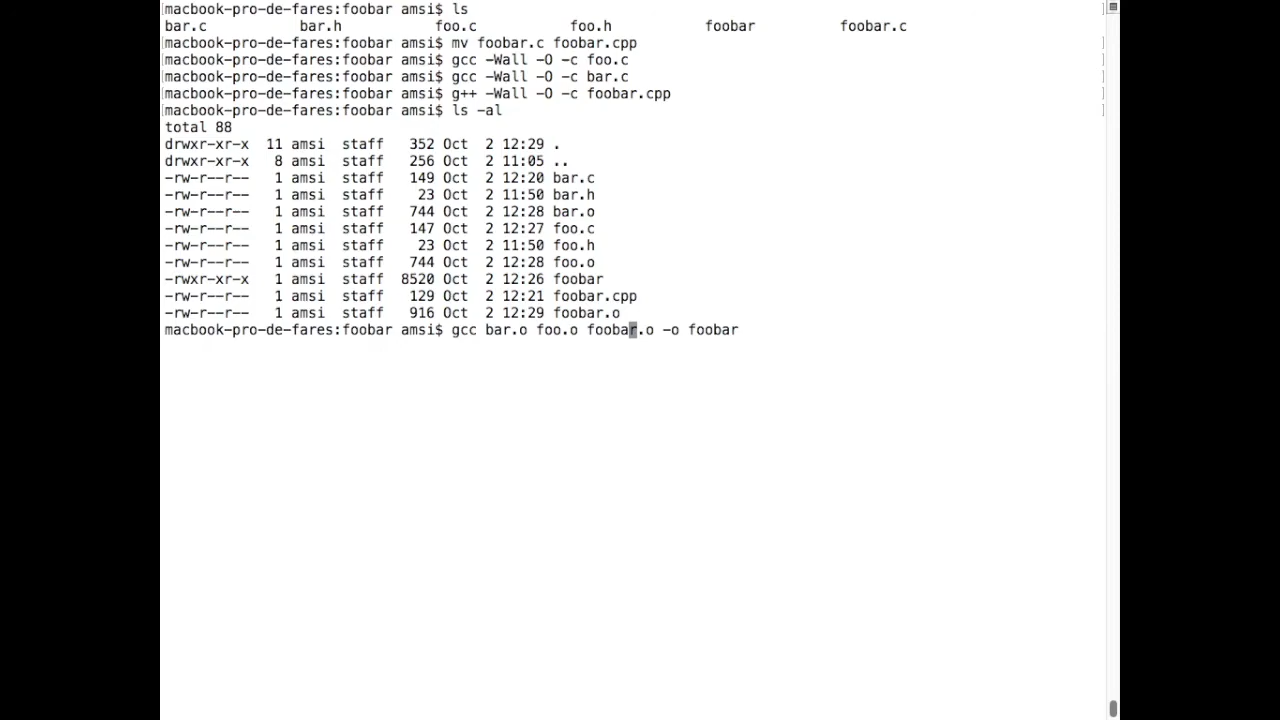 macbook-pro-de-fares:foobar amsi$ ls
bar.c bar.h foo.c foo.h foobar foobar.c
macbook-pro-de-fares:foobar amsi$ mv foobar.c foobar.cpp
macbook-pro-de-fares:foobar amsi$ gcc -Wall -O -c foo.c
macbook-pro-de-fares:foobar amsi$ gcc -Wall -O -c bar.c
macbook-pro-de-fares:foobar amsi$ g++ -Wall -O -c foobar.cpp
macbook-pro-de-fares:foobar amsi$ ls -al
total 88
drwxr-xr-x 11 amsi staff 352 Oct 2 12:29 .
drwxr-xr-x 8 amsi staff 256 Oct 2 11:05 ..
-rw-r--r-- 1 amsi staff 149 Oct 2 12:20 bar.c
-rw-r--r-- 1 amsi staff 23 Oct 2 11:50 bar.h
-rw-r--r-- 1 amsi staff 744 Oct 2 12:28 bar.o
-rw-r--r-- 1 amsi staff 147 Oct 2 12:27 foo.c
-rw-r--r-- 1 amsi staff 23 Oct 2 11:50 foo.h
-rw-r--r-- 1 amsi staff 744 Oct 2 12:28 foo.o
-rwxr-xr-x 1 amsi staff 8520 Oct 2 12:26 foobar
-rw-r--r-- 1 amsi staff 129 Oct 2 12:21 foobar.cpp
-rw-r--r-- 1 amsi staff 916 Oct 2 12:29 foobar.o
macbook-pro-de-fares:foobar amsi$ gcc bar.o foo.o foobar.o -o foobar